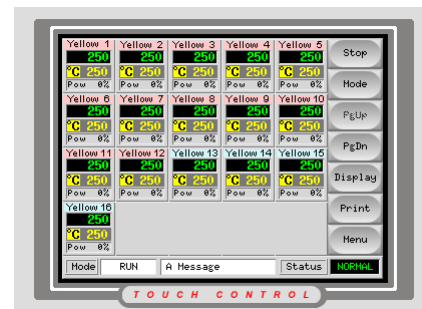 Yellow 1 Yellow 2 Yellow 3 Yellow 4 Yellow 5 Stop
250 250 250 250 250
°C 250 °C 250 °C 250 °C 250 °C 250
Pow 0% Pow 0% Pow 0% Pow 0% Pow 0% Mode
Yellow 6 Yellow 7 Yellow 8 Yellow 9 Yellow 10
250 250 250 250 250 PgUp
°C 250 °C 250 °C 250 °C 250 °C 250
Pow 0% Pow 0% Pow 0% Pow 0% Pow 0% PgDn
Yellow 11 Yellow 12 Yellow 13 Yellow 14 Yellow 15
250 250 250 250 250
°C 250 °C 250 °C 250 °C 250 °C 250 Display
Pow 0% Pow 0% Pow 0% Pow 0% Pow 0%
Yellow 16 Print
250
°C 250
Pow 0% Menu
Mode RUN A Message Status NORMAL
TOUCH CONTROL